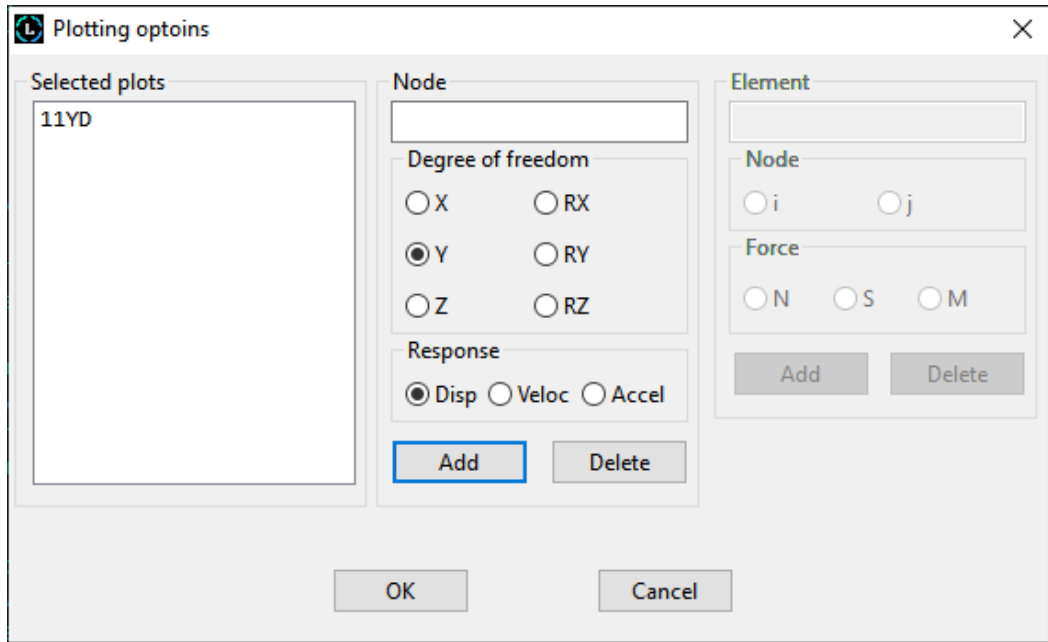 L
Plotting optoins
Selected plots
11YD
Node
Degree of freedom
X RX
Y RY
Z RZ
Response
Disp Veloc Accel
Add Delete
Element
Node
i j
Force
N S M
Add Delete
OK Cancel